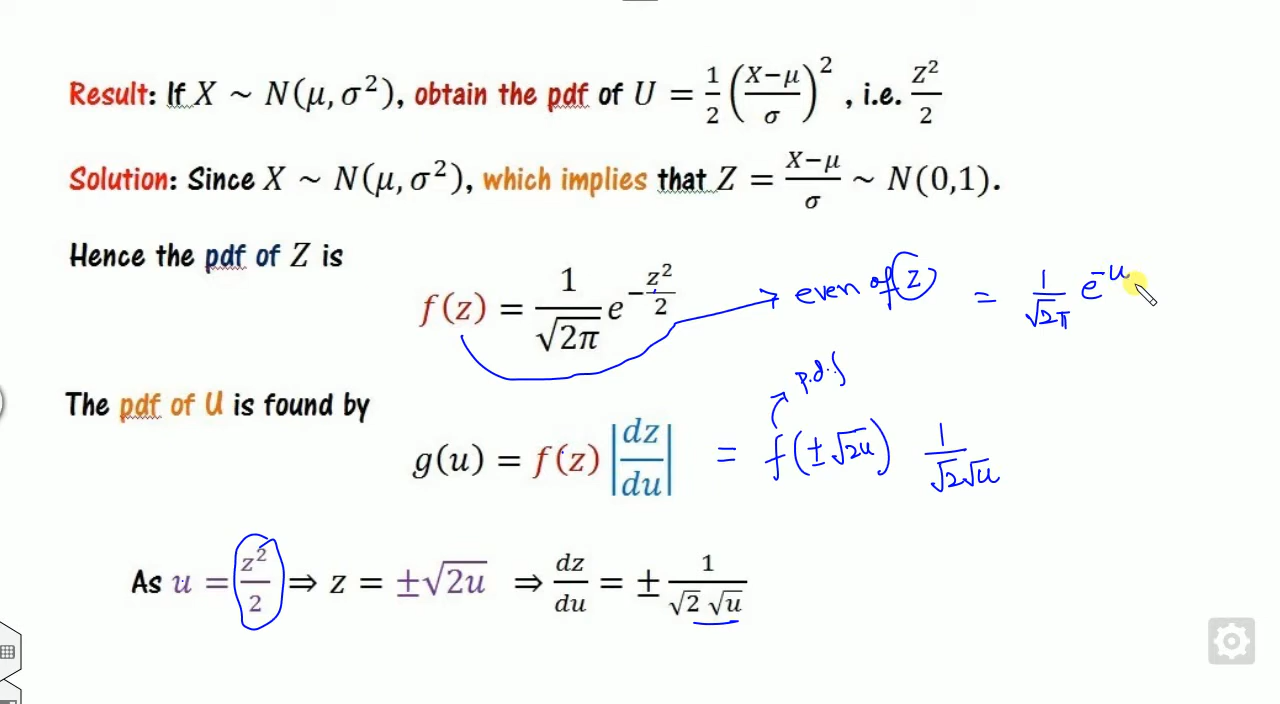 Result: If X ~ N(μ, σ²), obtain the pdf of U = 1/2 ((X−μ)/σ)², i.e. Z²/2
Solution: Since X ~ N(μ, σ²), which implies that Z = (X−μ)/σ ~ N(0,1).
Hence the pdf of Z is
f(z) = 1/√(2π) e^(−z²/2) → even of z = 1/√2π e^−u
p.d.f
The pdf of U is found by
g(u) = f(z) |dz/du| = f(±√2u) 1/(√2√u)
As u = z²/2 ⟹ z = ±√2u ⟹ dz/du = ± 1/(√2 √u)